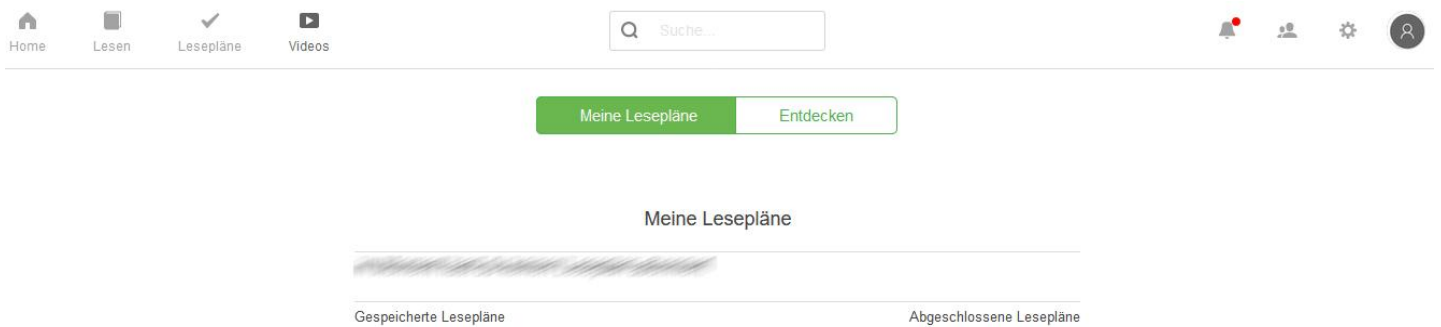 Home Lesen Lesepläne Videos Suche...
Meine Lesepläne Entdecken
Meine Lesepläne
Gespeicherte Lesepläne Abgeschlossene Lesepläne